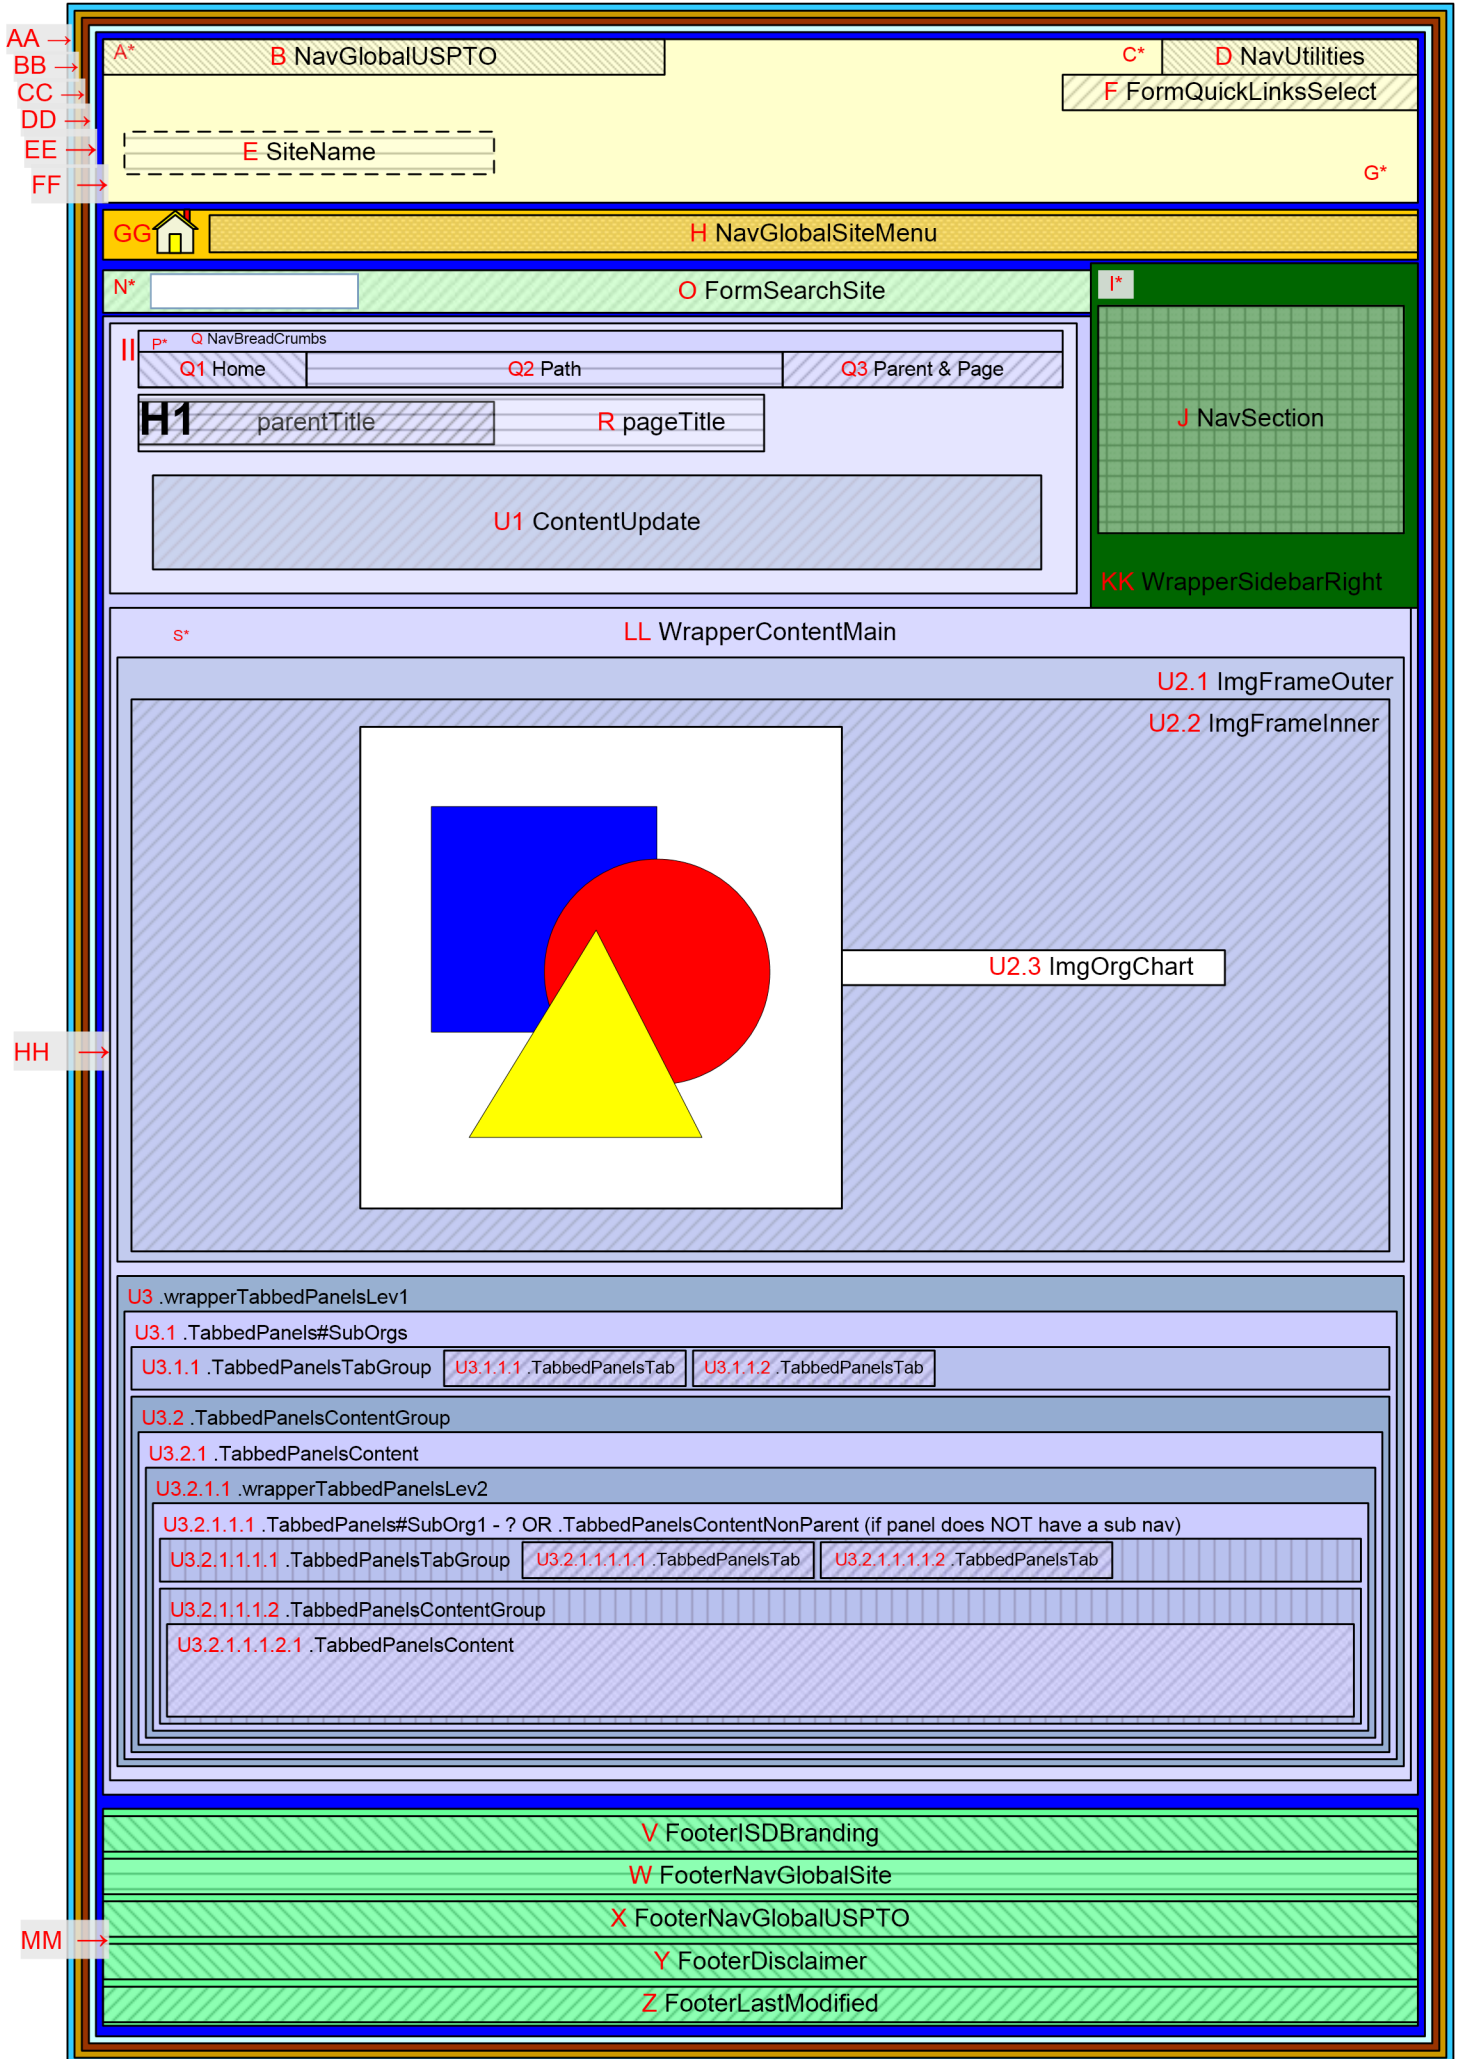 AA →
A*
B NavGlobalUSPTO
C*
D NavUtilities
BB →
CC →
F FormQuickLinksSelect
DD →
EE →
E SiteName
FF →
G*
GG
H NavGlobalSiteMenu
N*
O FormSearchSite
I*
II
P*
Q NavBreadCrumbs
Q1 Home
Q2 Path
Q3 Parent & Page
H1
parentTitle
R pageTitle
J NavSection
U1 ContentUpdate
KK WrapperSidebarRight
S*
LL WrapperContentMain
U2.1 ImgFrameOuter
U2.2 ImgFrameInner
U2.3 ImgOrgChart
HH →
U3 .wrapperTabbedPanelsLev1
U3.1 .TabbedPanels#SubOrgs
U3.1.1 .TabbedPanelsTabGroup
U3.1.1.1 .TabbedPanelsTab
U3.1.1.2 .TabbedPanelsTab
U3.2 .TabbedPanelsContentGroup
U3.2.1 .TabbedPanelsContent
U3.2.1.1 .wrapperTabbedPanelsLev2
U3.2.1.1.1 .TabbedPanels#SubOrg1 - ? OR .TabbedPanelsContentNonParent (if panel does NOT have a sub nav)
U3.2.1.1.1.1 .TabbedPanelsTabGroup
U3.2.1.1.1.1.1 .TabbedPanelsTab
U3.2.1.1.1.1.2 .TabbedPanelsTab
U3.2.1.1.1.2 .TabbedPanelsContentGroup
U3.2.1.1.1.2.1 .TabbedPanelsContent
V FooterISDBranding
W FooterNavGlobalSite
X FooterNavGlobalUSPTO
MM →
Y FooterDisclaimer
Z FooterLastModified